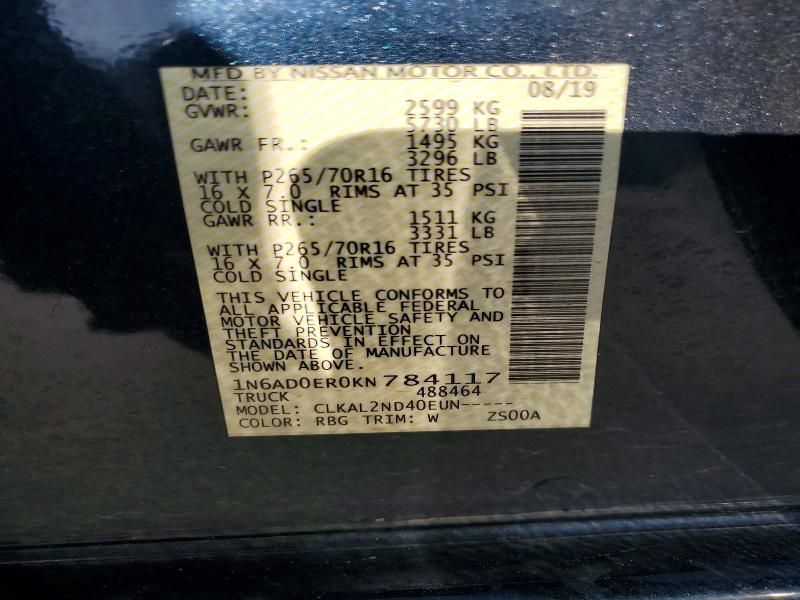 MFD BY NISSAN MOTOR CO., LTD.
DATE: 08/19
GVWR: 2599 KG
5730 LB
GAWR FR.: 1495 KG
3296 LB
WITH P265/70R16 TIRES
16 X 7.0 RIMS AT 35 PSI
COLD SINGLE
GAWR RR.: 1511 KG
3331 LB
WITH P265/70R16 TIRES
16 X 7.0 RIMS AT 35 PSI
COLD SINGLE
THIS VEHICLE CONFORMS TO
ALL APPLICABLE FEDERAL
MOTOR VEHICLE SAFETY AND
THEFT PREVENTION
STANDARDS IN EFFECT ON
THE DATE OF MANUFACTURE
SHOWN ABOVE.
1N6AD0ER0KN784117
TRUCK 488464
MODEL: CLKAL2ND40EUN-----
COLOR: RBG TRIM: W ZS00A